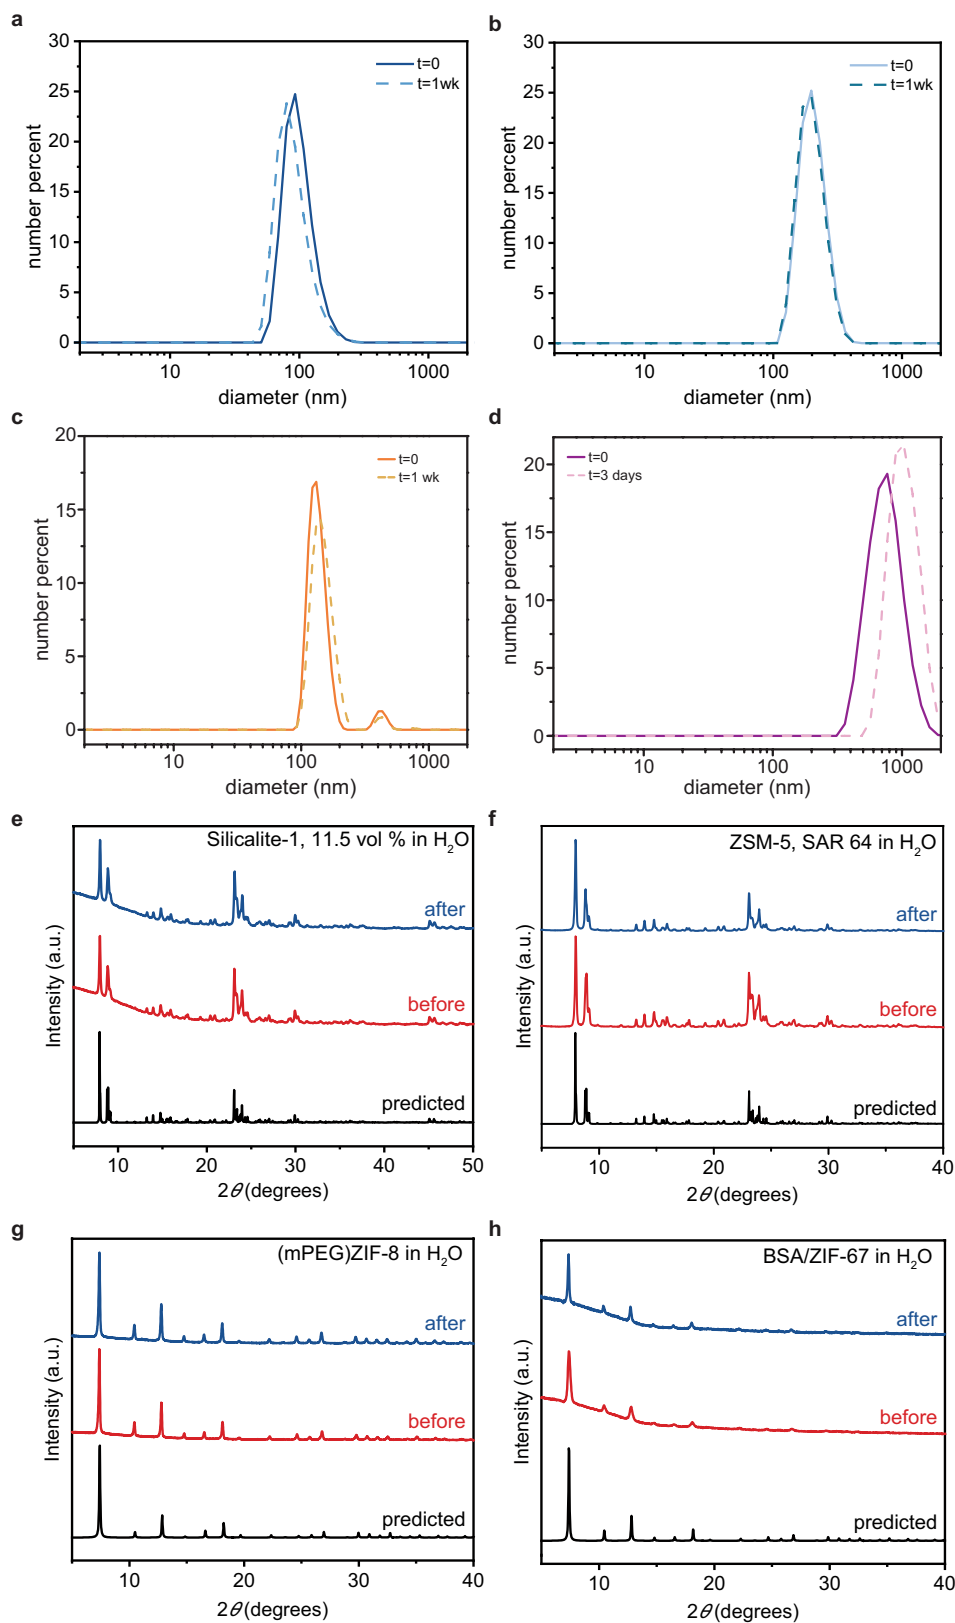 a
30
25
20
15
10
5
0
number percent
t=0
t=1wk
10
100
1000
diameter (nm)
b
30
25
20
15
10
5
0
number percent
t=0
t=1wk
10
100
1000
diameter (nm)
c
20
15
10
5
0
number percent
t=0
t=1 wk
10
100
1000
diameter (nm)
d
20
15
10
5
0
number percent
t=0
t=3 days
10
100
1000
diameter (nm)
e
Silicalite-1, 11.5 vol % in H₂O
after
before
predicted
Intensity (a.u.)
10
20
30
40
50
2θ (degrees)
f
ZSM-5, SAR 64 in H₂O
after
before
predicted
Intensity (a.u.)
10
20
30
40
2θ (degrees)
g
(mPEG)ZIF-8 in H₂O
after
before
predicted
Intensity (a.u.)
10
20
30
40
2θ (degrees)
h
BSA/ZIF-67 in H₂O
after
before
predicted
Intensity (a.u.)
10
20
30
40
2θ (degrees)